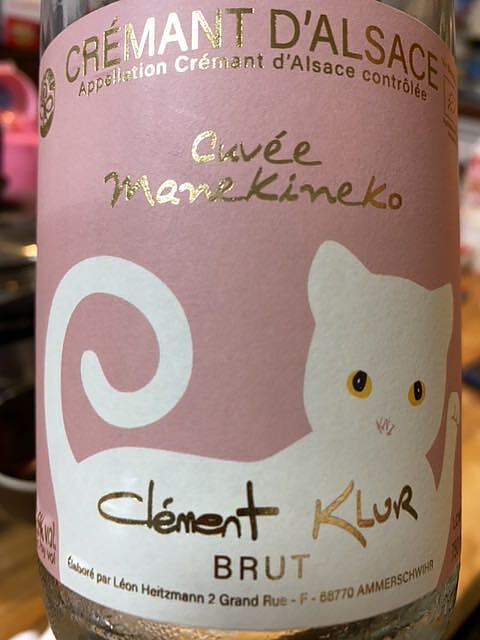 CRÉMANT D'ALSACE
Appellation Crémant d'Alsace contrôlée
Cuvée
Manekineko
Clément Klur
BRUT
Élaboré par Léon Heitzmann 2 Grand Rue - F - 68770 AMMERSCHWIHR